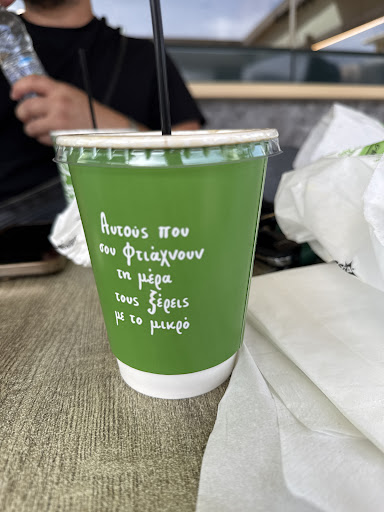 Αυτούς που
σου φτιάχνουν
τη μέρα
τους ξέρεις
με το μικρό